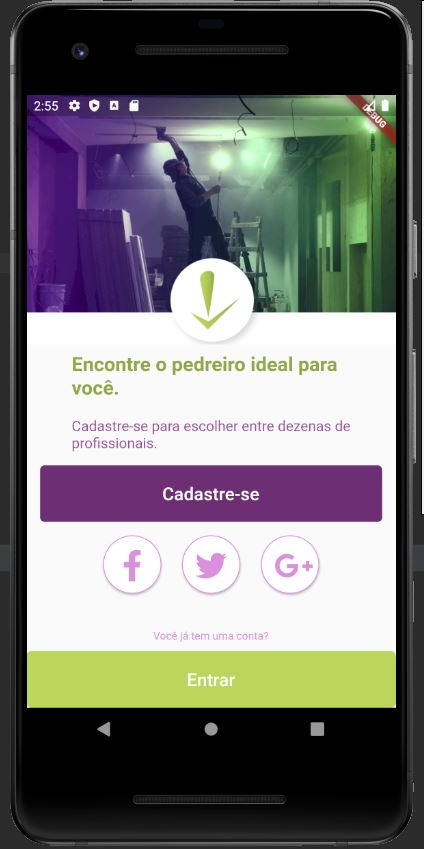 2:55
DEBUG
Encontre o pedreiro ideal para
você.
Cadastre-se para escolher entre dezenas de
profissionais.
Cadastre-se
Você já tem uma conta?
Entrar